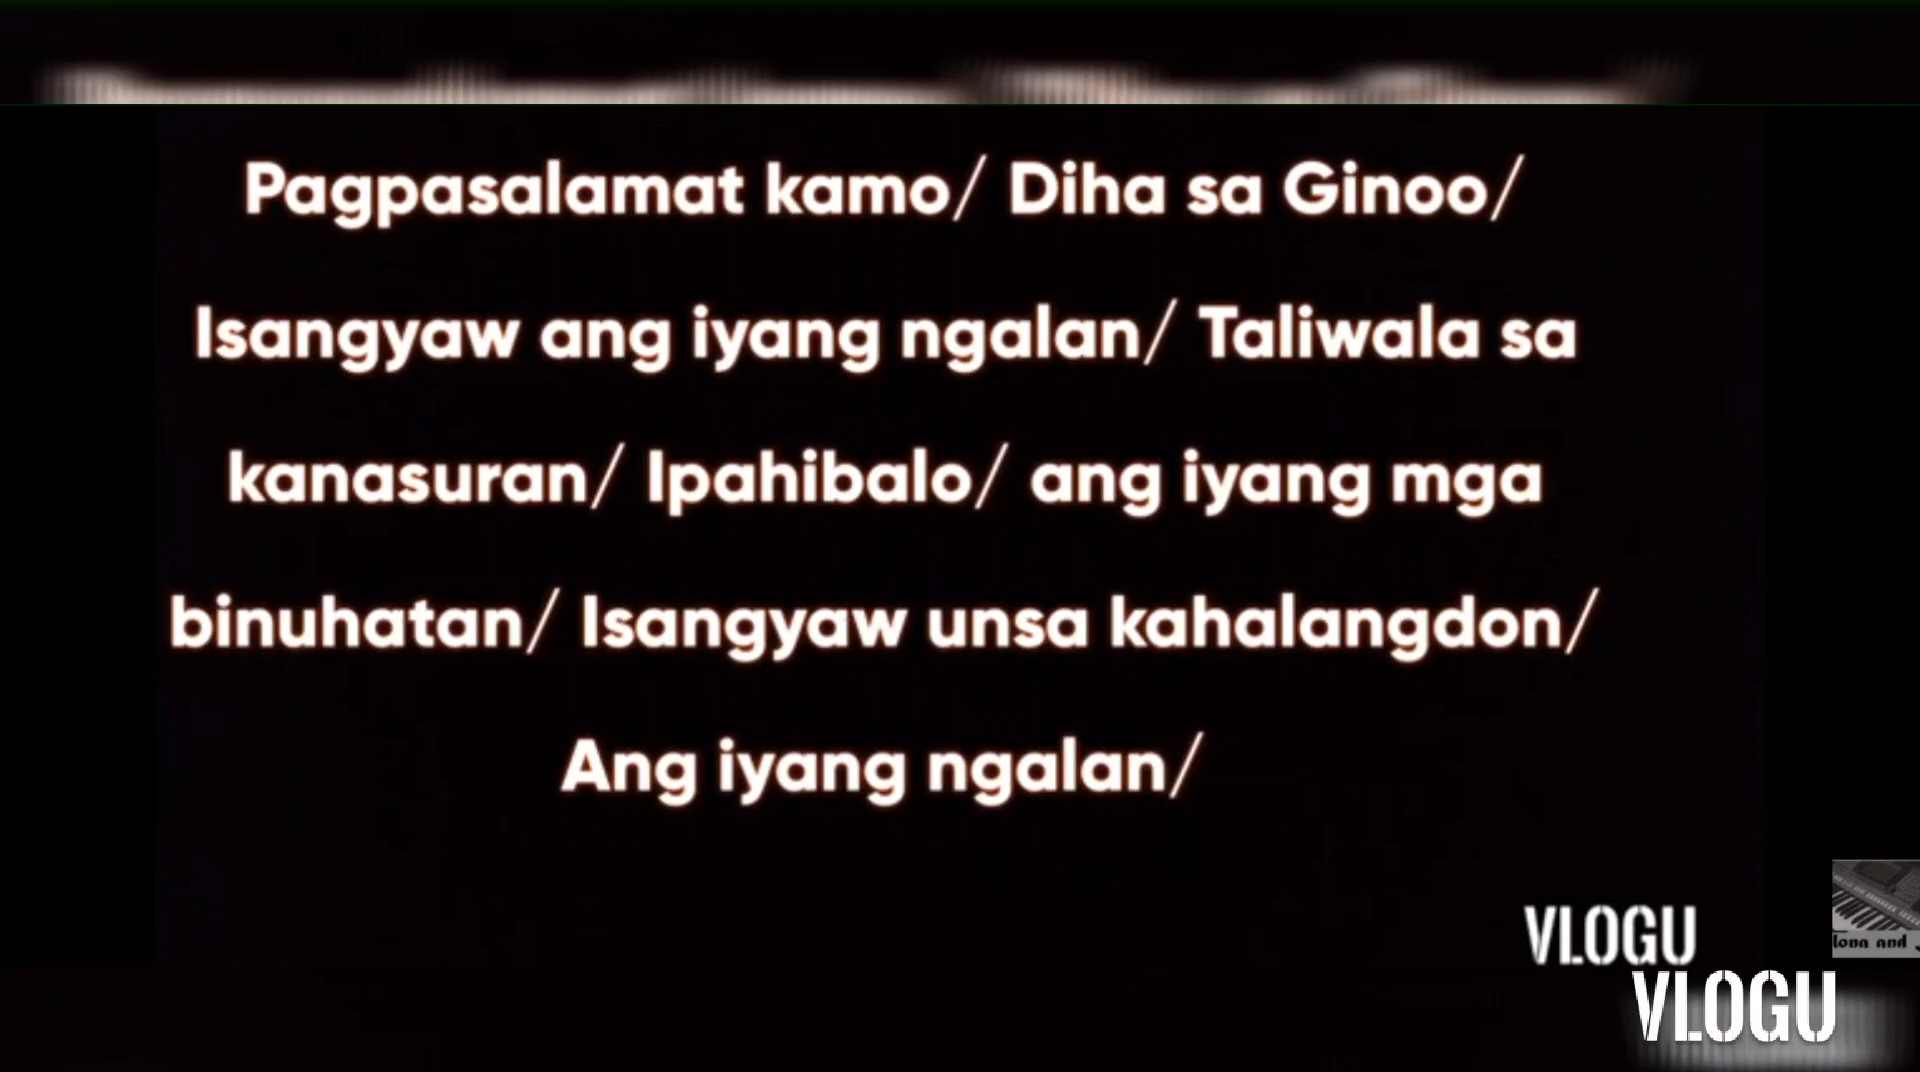 Pagpasalamat kamo/ Diha sa Ginoo/
Isangyaw ang iyang ngalan/ Taliwala sa
kanasuran/ Ipahibalo/ ang iyang mga
binuhatan/ Isangyaw unsa kahalangdon/
Ang iyang ngalan/
VLOGU
and
VLOGU